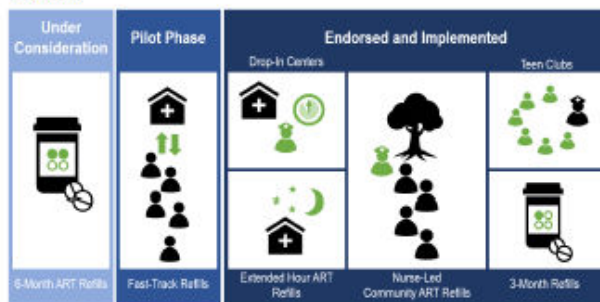 Under
Consideration
Pilot Phase
Endorsed and Implemented
Drop-In Centers
Teen Clubs
6-Month ART Refills
Fast-Track Refills
Extended Hour ART
Refills
Nurse-Led
Community ART Refills
3-Month Refills